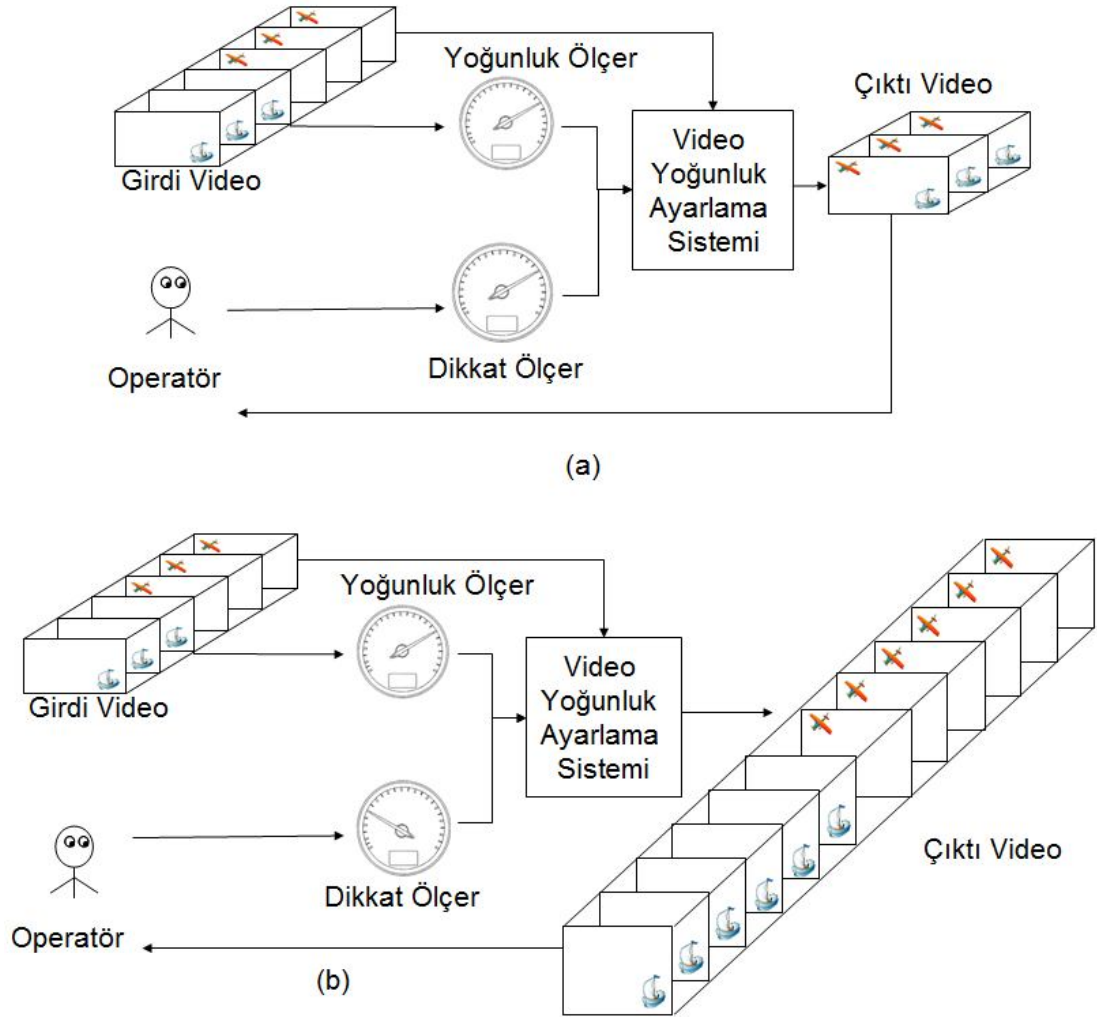 Yoğunluk Ölçer
Çıktı Video
Girdi Video
Video
Yoğunluk
Ayarlama
Sistemi
Operatör
Dikkat Ölçer
(a)
Yoğunluk Ölçer
Girdi Video
Video
Yoğunluk
Ayarlama
Sistemi
Çıktı Video
Dikkat Ölçer
Operatör
(b)